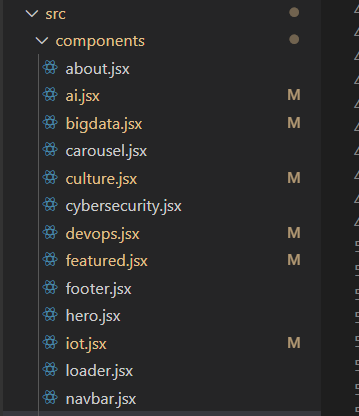 src
components
about.jsx
ai.jsx M
bigdata.jsx M
carousel.jsx
culture.jsx M
cybersecurity.jsx
devops.jsx M
featured.jsx M
footer.jsx
hero.jsx
iot.jsx M
loader.jsx
navbar.jsx